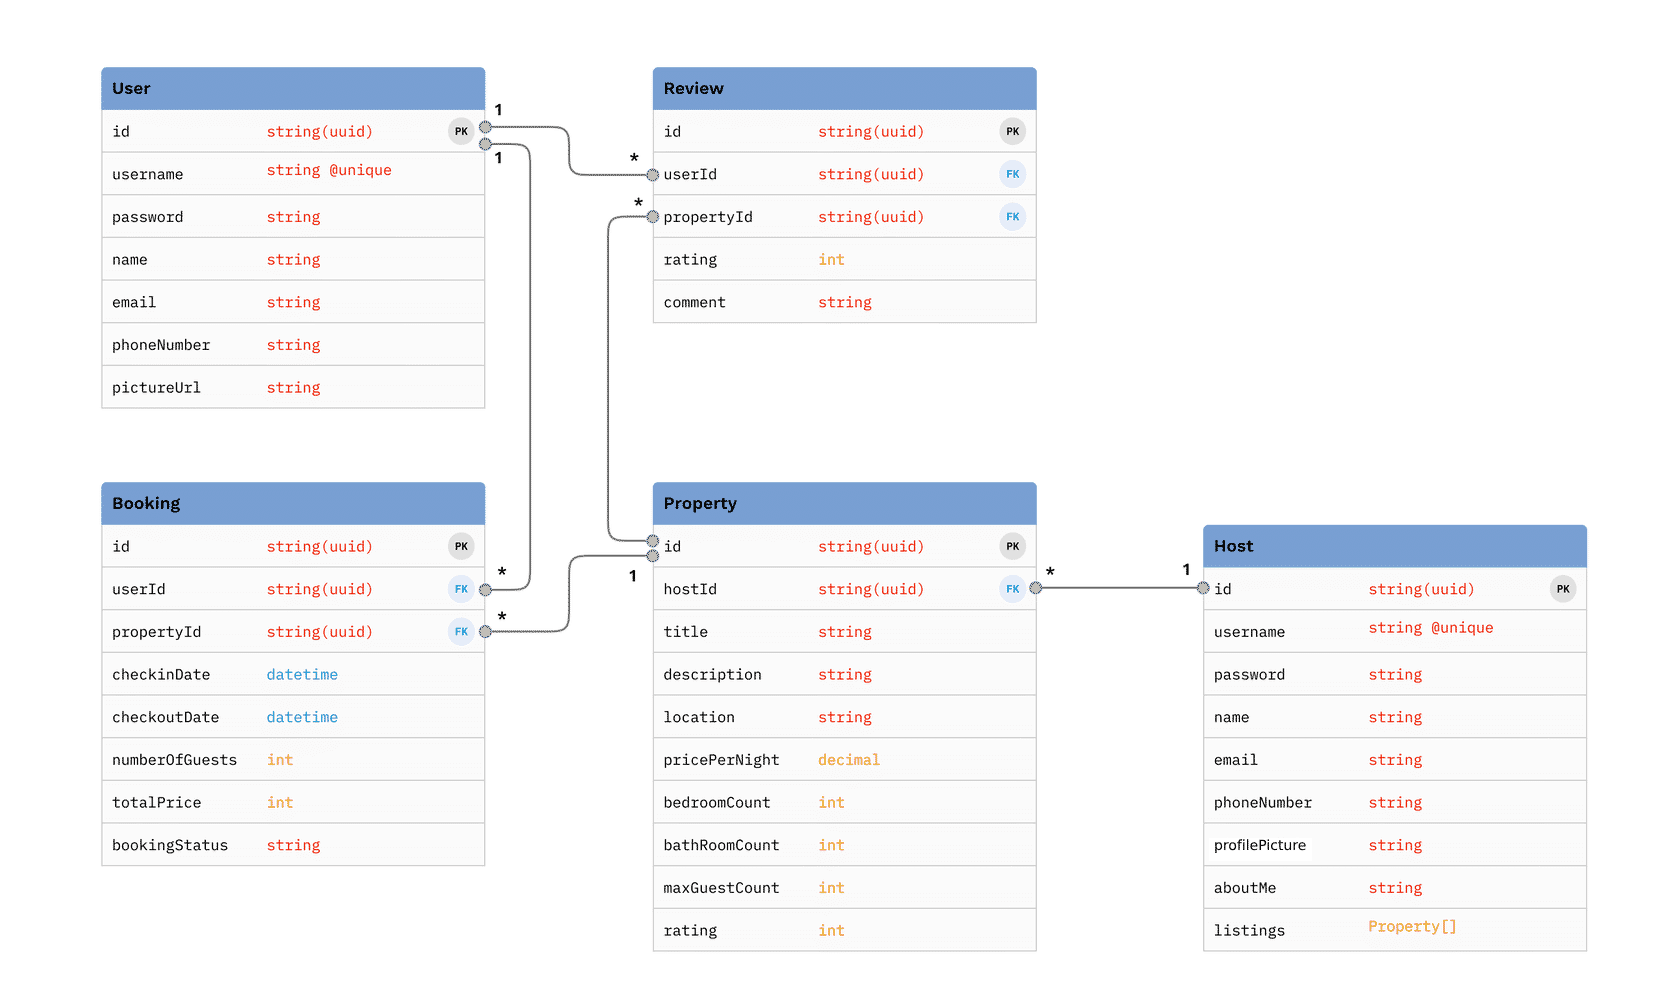 User
id string(uuid) PK
username string @unique
password string
name string
email string
phoneNumber string
pictureUrl string
1
1
*
*
Review
id string(uuid) PK
userId string(uuid) FK
propertyId string(uuid) FK
rating int
comment string
Booking
id string(uuid) PK
userId string(uuid) FK
propertyId string(uuid) FK
checkinDate datetime
checkoutDate datetime
numberOfGuests int
totalPrice int
bookingStatus string
*
*
1
Property
id string(uuid) PK
hostId string(uuid) FK
title string
description string
location string
pricePerNight decimal
bedroomCount int
bathRoomCount int
maxGuestCount int
rating int
*
1
Host
id string(uuid) PK
username string @unique
password string
name string
email string
phoneNumber string
profilePicture string
aboutMe string
listings Property[]